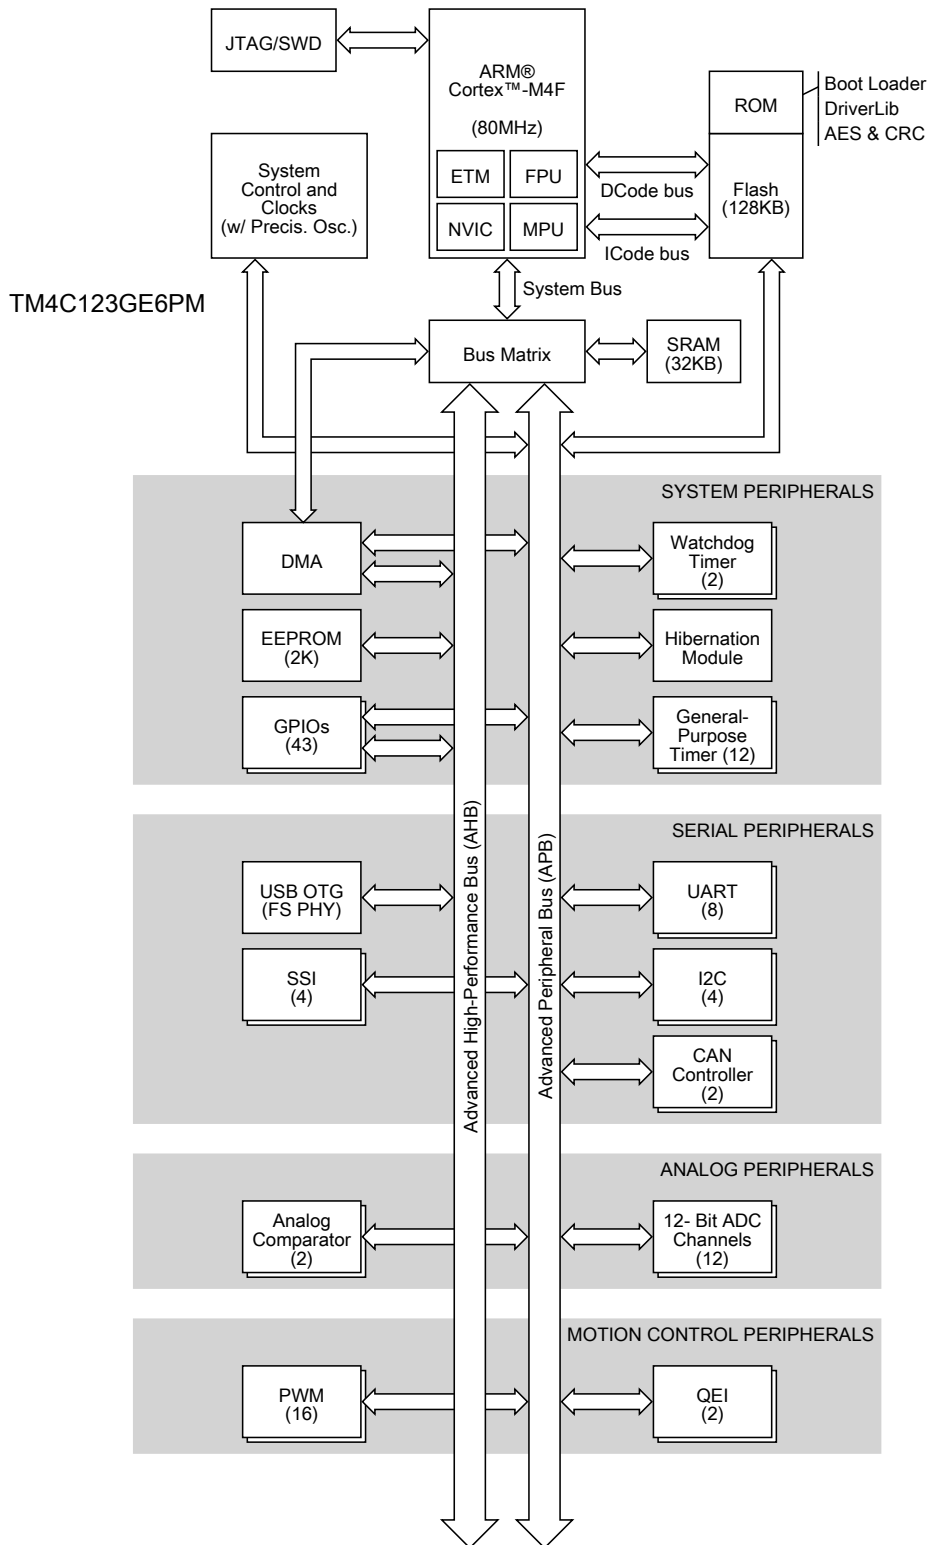 JTAG/SWD
ARM®
Cortex™-M4F
(80MHz)
ETM
FPU
NVIC
MPU
ROM
Boot Loader
DriverLib
AES & CRC
Flash
(128KB)
DCode bus
ICode bus
System
Control and
Clocks
(w/ Precis. Osc.)
TM4C123GE6PM
System Bus
Bus Matrix
SRAM
(32KB)
SYSTEM PERIPHERALS
DMA
Watchdog
Timer
(2)
EEPROM
(2K)
Hibernation
Module
GPIOs
(43)
General-
Purpose
Timer (12)
Advanced High-Performance Bus (AHB)
Advanced Peripheral Bus (APB)
SERIAL PERIPHERALS
USB OTG
(FS PHY)
UART
(8)
SSI
(4)
I2C
(4)
CAN
Controller
(2)
ANALOG PERIPHERALS
Analog
Comparator
(2)
12- Bit ADC
Channels
(12)
MOTION CONTROL PERIPHERALS
PWM
(16)
QEI
(2)